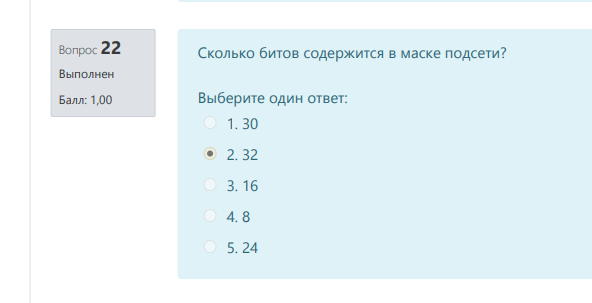 Вопрос 22
Выполнен
Балл: 1,00
Сколько битов содержится в маске подсети?
Выберите один ответ:
1. 30
2. 32
3. 16
4. 8
5. 24